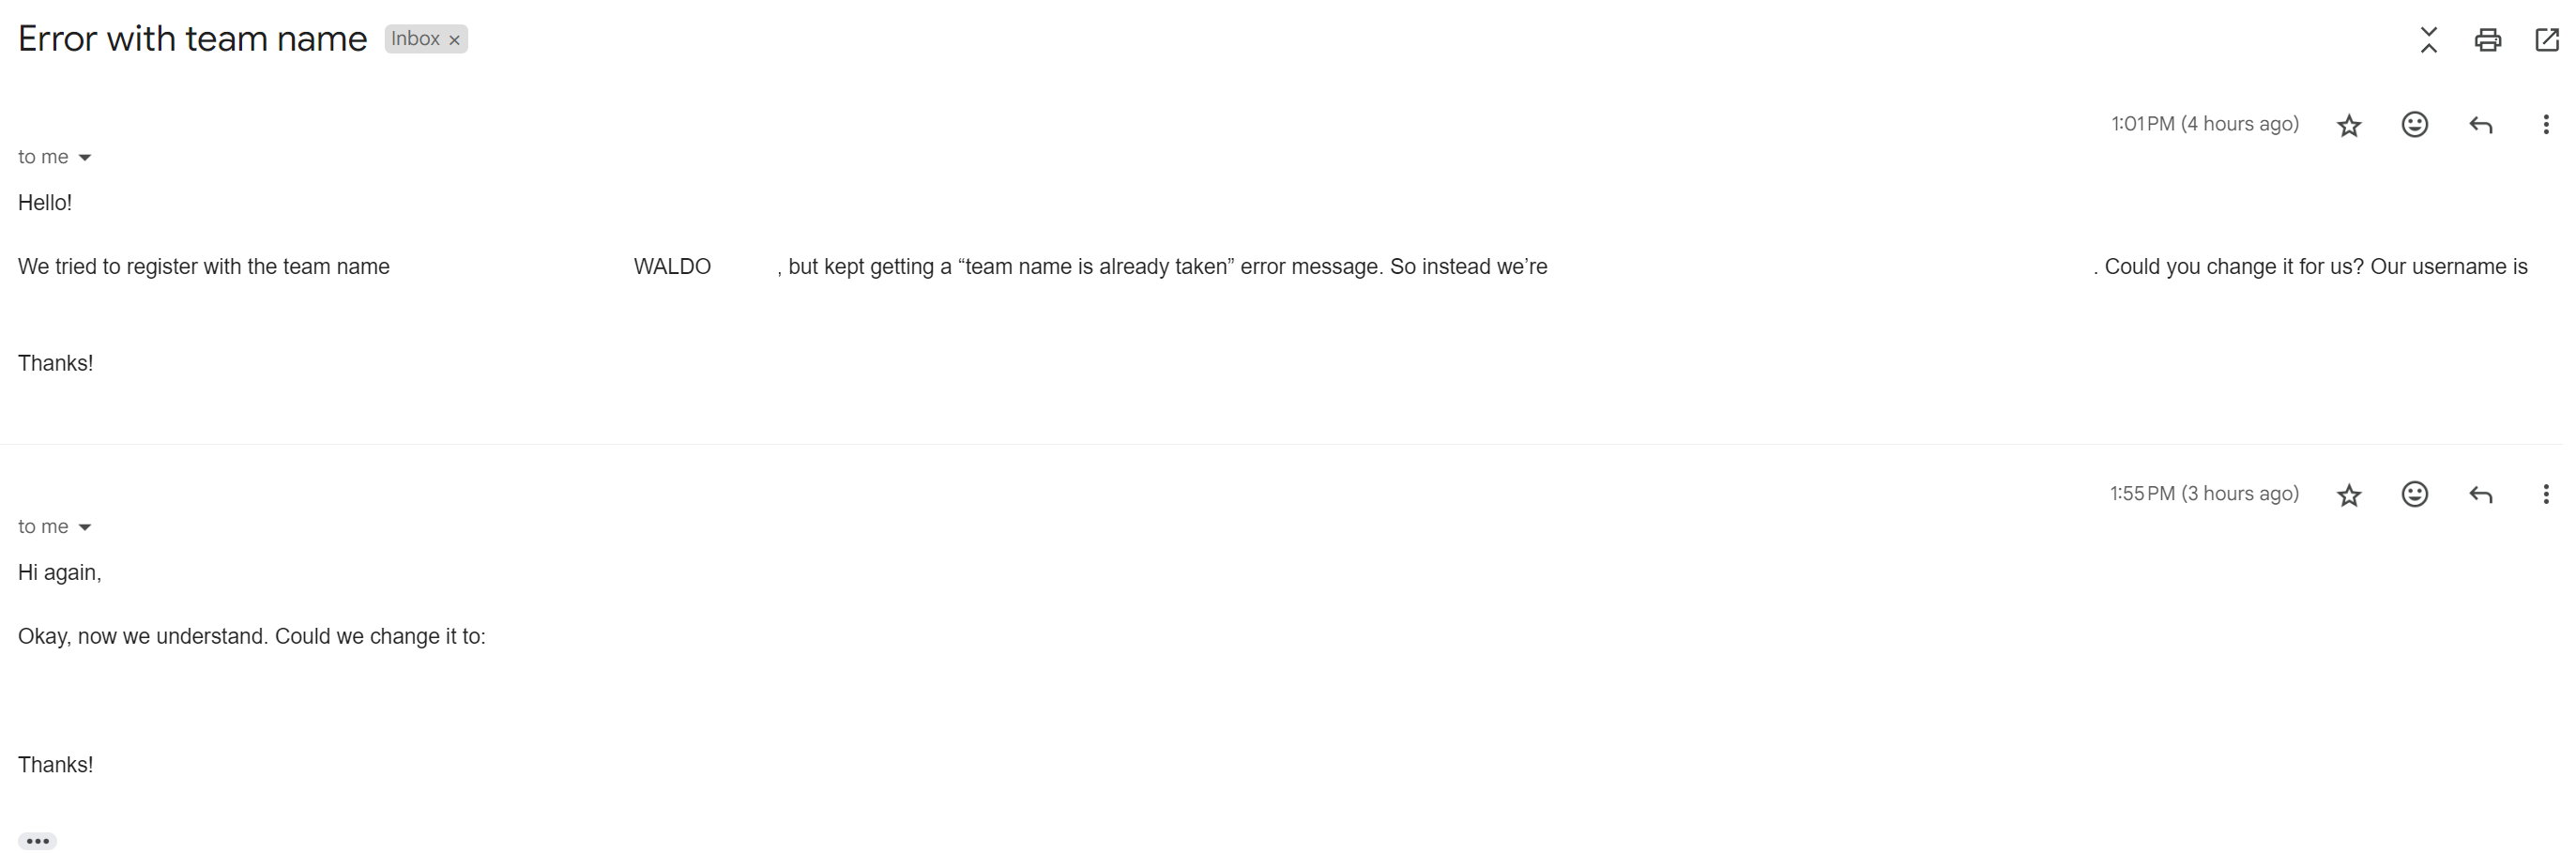 Error with team name Inbox ×
1:01 PM (4 hours ago)
to me
Hello!
We tried to register with the team name WALDO , but kept getting a “team name is already taken” error message. So instead we’re . Could you change it for us? Our username is
Thanks!
1:55 PM (3 hours ago)
to me
Hi again,
Okay, now we understand. Could we change it to:
Thanks!